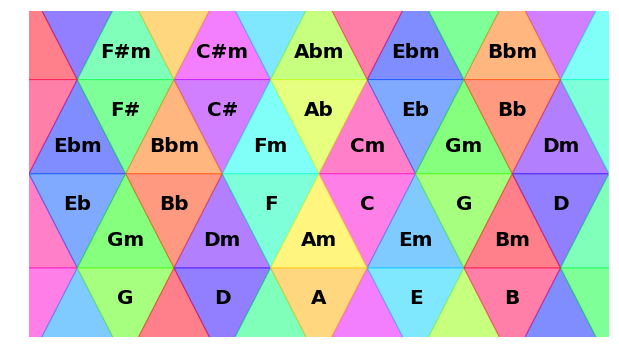 F#m C#m Abm Ebm Bbm
F# C# Ab Eb Bb
Ebm Bbm Fm Cm Gm Dm
Eb Bb F C G D
Gm Dm Am Em Bm
G D A E B